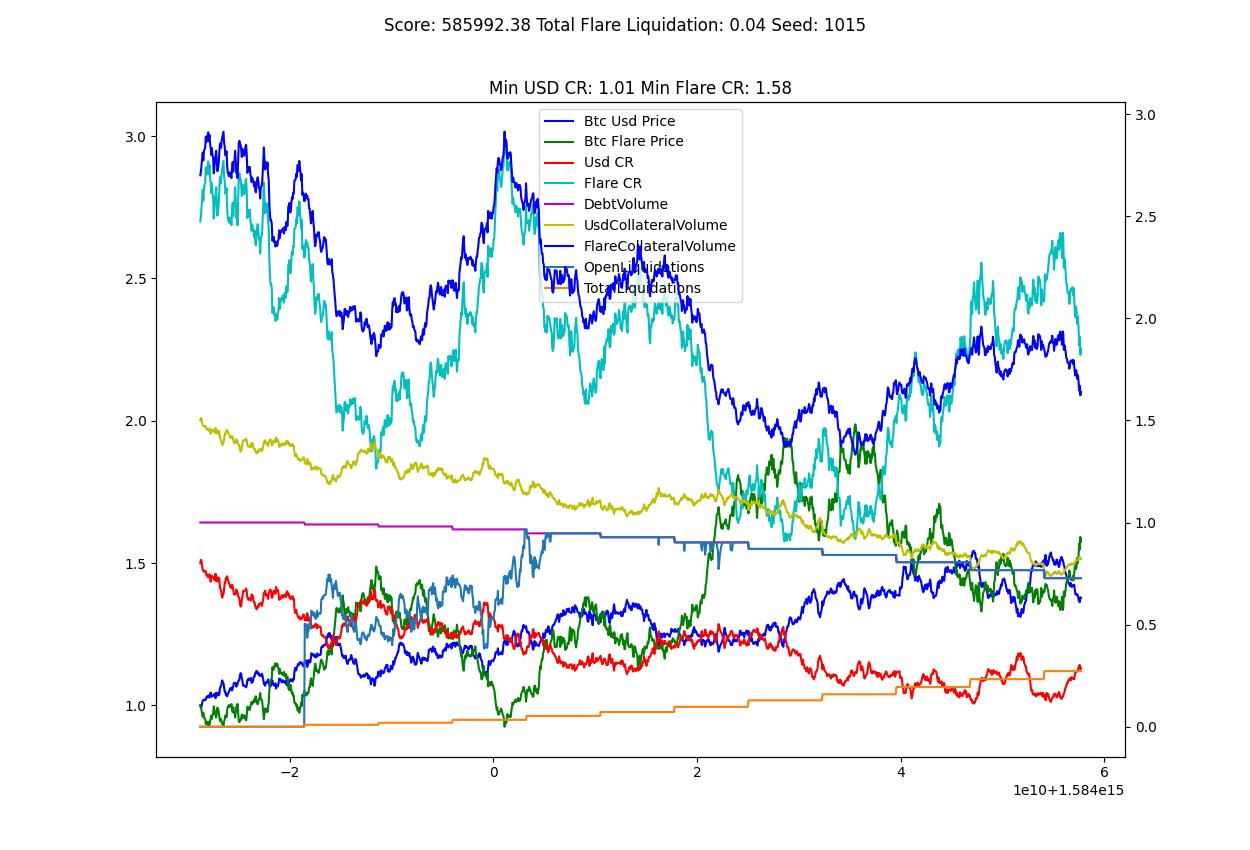 Score: 585992.38 Total Flare Liquidation: 0.04 Seed: 1015
Min USD CR: 1.01 Min Flare CR: 1.58
Btc Usd Price
Btc Flare Price
Usd CR
Flare CR
DebtVolume
UsdCollateralVolume
FlareCollateralVolume
OpenLiquidations
TotalLiquidations
3.0
2.5
2.0
1.5
1.0
3.0
2.5
2.0
1.5
1.0
0.5
0.0
−2
0
2
4
6
1e10+1.584e15